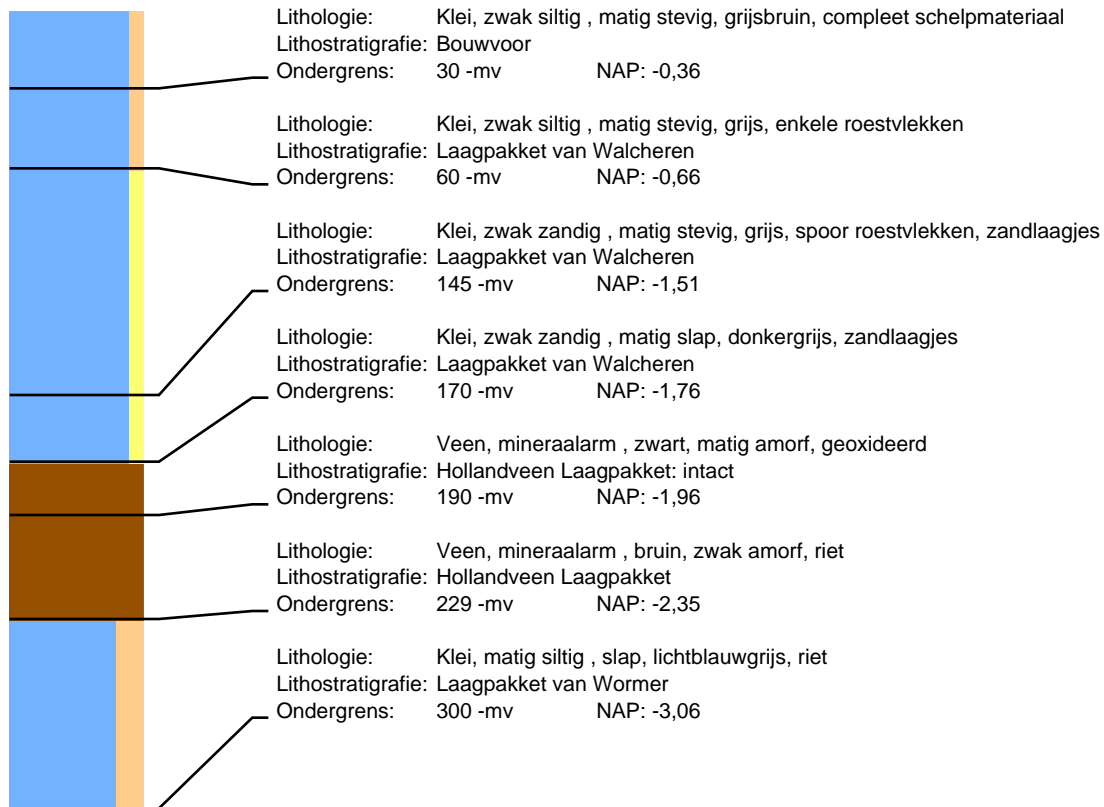 Lithologie: Klei, zwak siltig , matig stevig, grijsbruin, compleet schelpmateriaal
Lithostratigrafie: Bouwvoor
Ondergrens: 30 -mv NAP: -0,36
Lithologie: Klei, zwak siltig , matig stevig, grijs, enkele roestvlekken
Lithostratigrafie: Laagpakket van Walcheren
Ondergrens: 60 -mv NAP: -0,66
Lithologie: Klei, zwak zandig , matig stevig, grijs, spoor roestvlekken, zandlaagjes
Lithostratigrafie: Laagpakket van Walcheren
Ondergrens: 145 -mv NAP: -1,51
Lithologie: Klei, zwak zandig , matig slap, donkergrijs, zandlaagjes
Lithostratigrafie: Laagpakket van Walcheren
Ondergrens: 170 -mv NAP: -1,76
Lithologie: Veen, mineraalarm , zwart, matig amorf, geoxideerd
Lithostratigrafie: Hollandveen Laagpakket: intact
Ondergrens: 190 -mv NAP: -1,96
Lithologie: Veen, mineraalarm , bruin, zwak amorf, riet
Lithostratigrafie: Hollandveen Laagpakket
Ondergrens: 229 -mv NAP: -2,35
Lithologie: Klei, matig siltig , slap, lichtblauwgrijs, riet
Lithostratigrafie: Laagpakket van Wormer
Ondergrens: 300 -mv NAP: -3,06